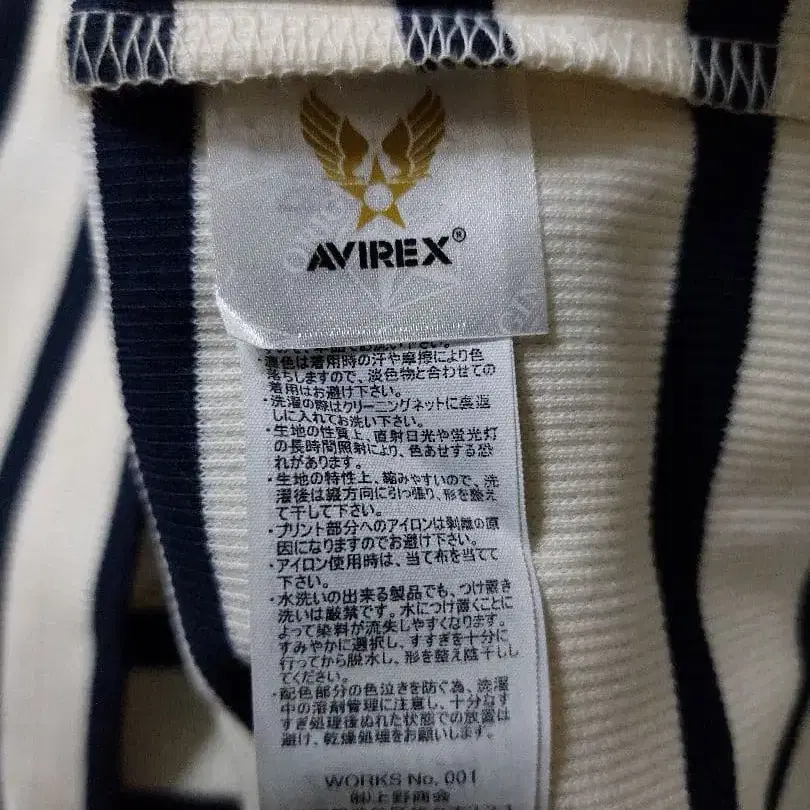 AVIREX®
・濃色は着用時の汗や摩擦により色
落ちしますので、淡色物と合わせての
着用はお避け下さい。
・洗濯の際はクリーニングネットに裏返
しに入れてお洗い下さい。
・生地の性質上、直射日光や蛍光灯
の長時間照射により、色あせする恐
れがあります。
・生地の特性上、縮みやすいので、洗
濯後は縦方向に引っ張り、形を整え
て干して下さい。
・プリント部分へのアイロンは剥離の原
因になりますのでお避け下さい。
・アイロン使用時は、当て布を当てて
下さい。
・水洗いの出来る製品でも、つけ置き
洗いは厳禁です。水につけ置くことに
よって染料が流失しやすくなります。
すみやかに選択し、すすぎを十分に
行ってから脱水し、形を整え陰干しし
てください。
・配色部分の色泣きを防ぐ為、洗濯
中の溶剤管理に注意し、十分なす
すぎ処理後ぬれた状態での放置は
避け、乾燥処理をお願いします。
WORKS No. 001
㈱上野商会